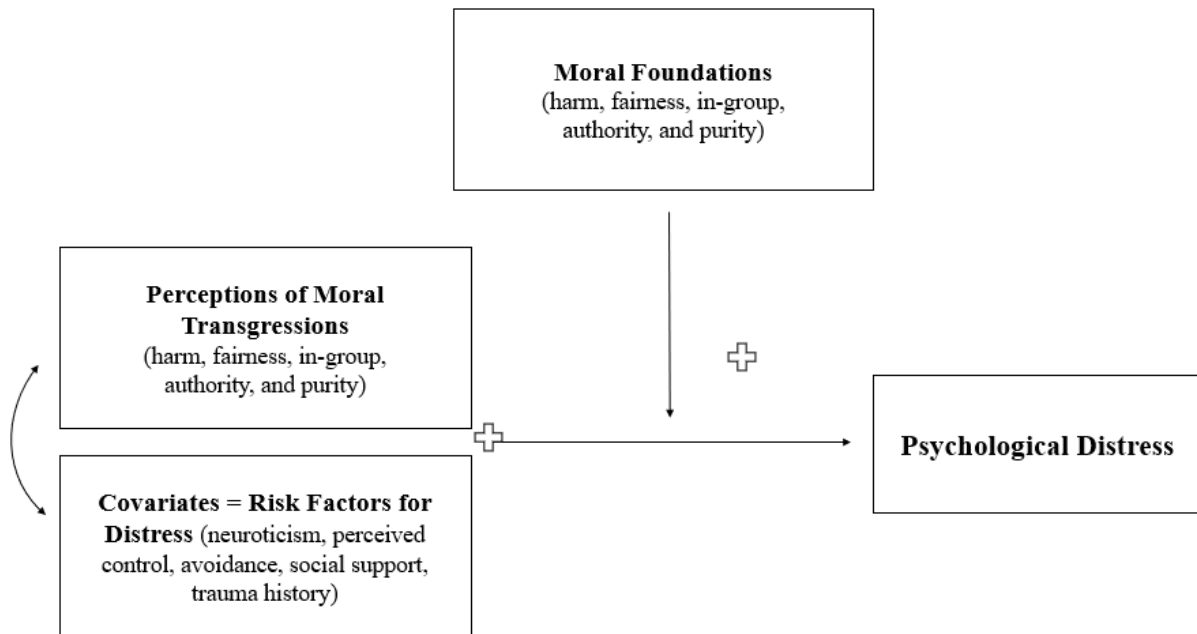 Moral Foundations
(harm, fairness, in-group,
authority, and purity)
Perceptions of Moral
Transgressions
(harm, fairness, in-group,
authority, and purity)
Psychological Distress
Covariates = Risk Factors for
Distress (neuroticism, perceived
control, avoidance, social support,
trauma history)